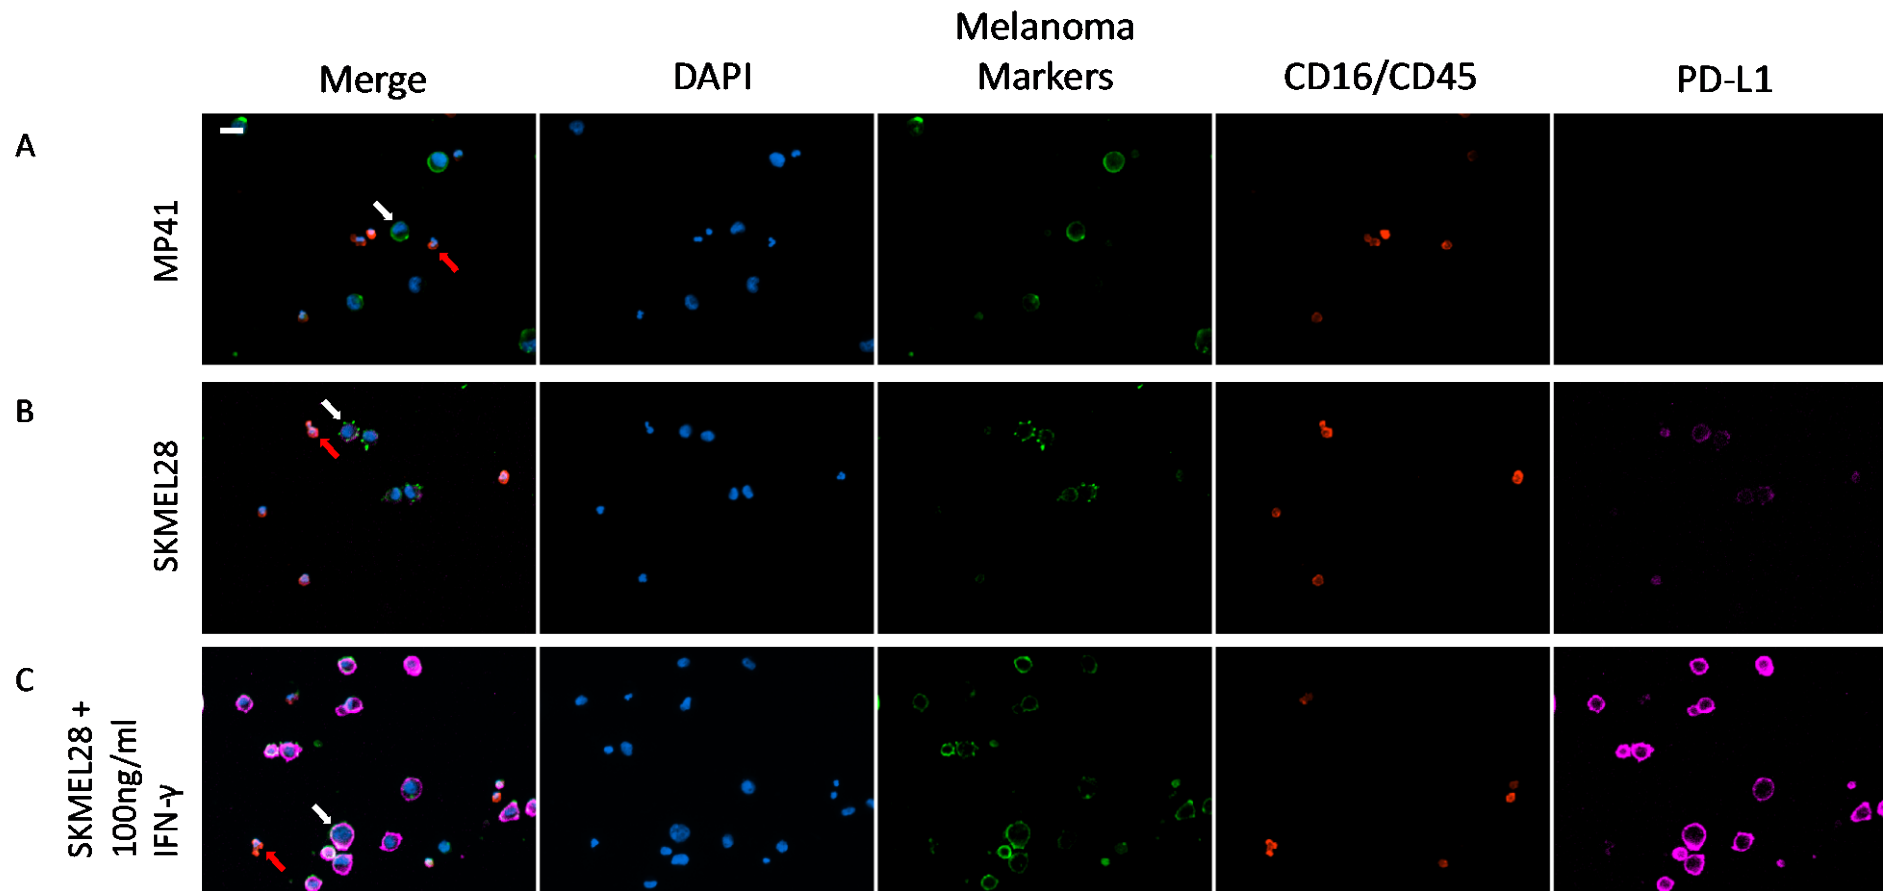 Melanoma
Merge DAPI Markers CD16/CD45 PD-L1
A
MP41
B
SKMEL28
C
SKMEL28 +
100ng/ml
IFN-γ